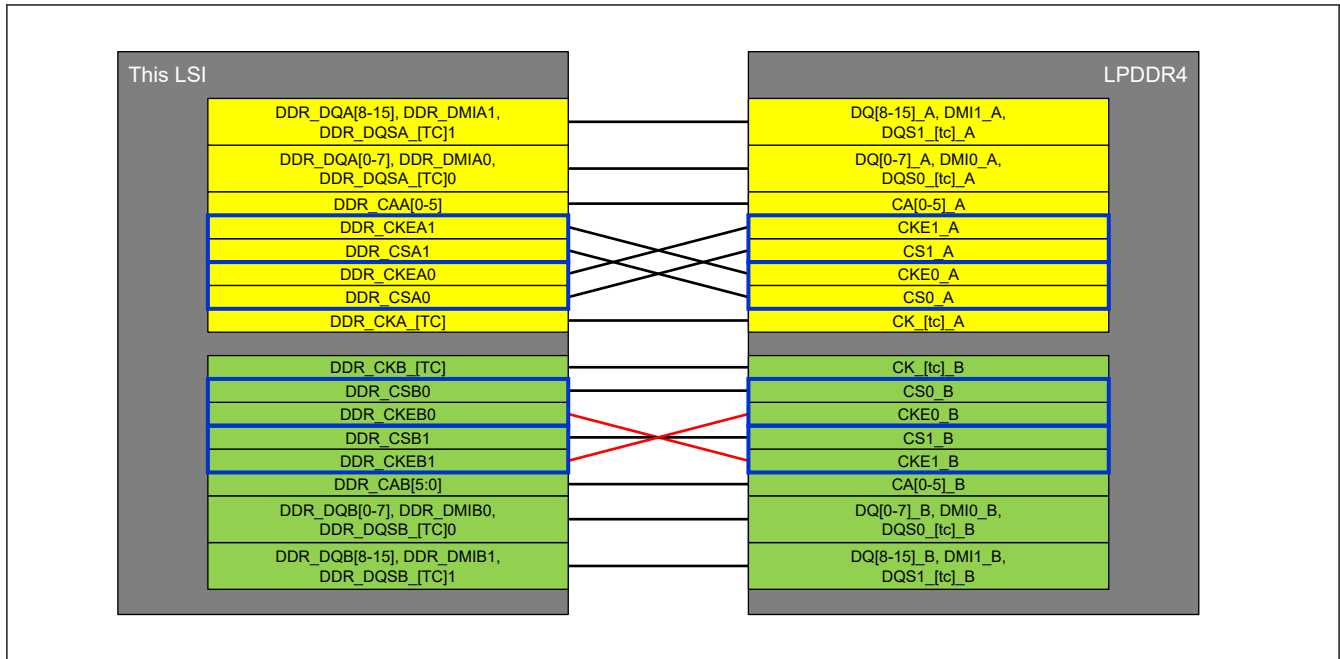 This LSI
DDR_DQA[8-15], DDR_DMIA1,
DDR_DQSA_[TC]1
DDR_DQA[0-7], DDR_DMIA0,
DDR_DQSA_[TC]0
DDR_CAA[0-5]
DDR_CKEA1
DDR_CSA1
DDR_CKEA0
DDR_CSA0
DDR_CKA_[TC]
DDR_CKB_[TC]
DDR_CSB0
DDR_CKEB0
DDR_CSB1
DDR_CKEB1
DDR_CAB[5:0]
DDR_DQB[0-7], DDR_DMIB0,
DDR_DQSB_[TC]0
DDR_DQB[8-15], DDR_DMIB1,
DDR_DQSB_[TC]1
LPDDR4
DQ[8-15]_A, DMI1_A,
DQS1_[tc]_A
DQ[0-7]_A, DMI0_A,
DQS0_[tc]_A
CA[0-5]_A
CKE1_A
CS1_A
CKE0_A
CS0_A
CK_[tc]_A
CK_[tc]_B
CS0_B
CKE0_B
CS1_B
CKE1_B
CA[0-5]_B
DQ[0-7]_B, DMI0_B,
DQS0_[tc]_B
DQ[8-15]_B, DMI1_B,
DQS1_[tc]_B